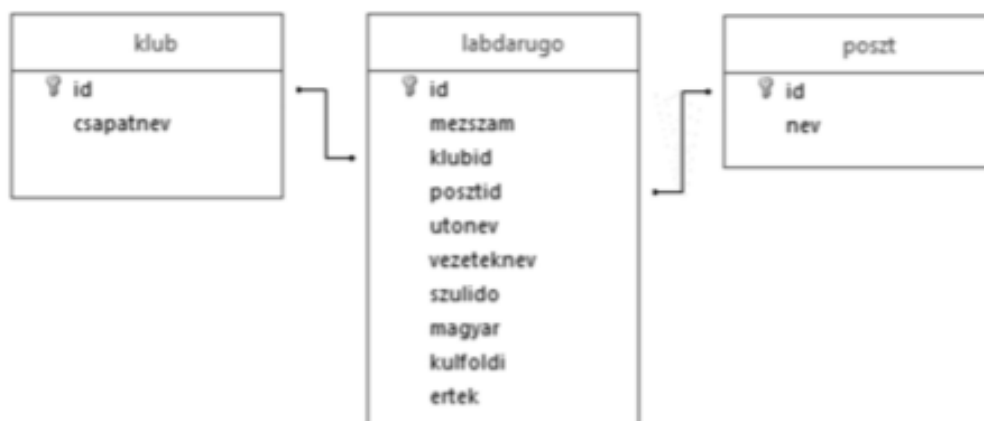 klub
id
csapatnev
labdarugo
id
mezszam
klubid
posztid
utonev
vezeteknev
szulido
magyar
kulfoldi
ertek
poszt
id
nev